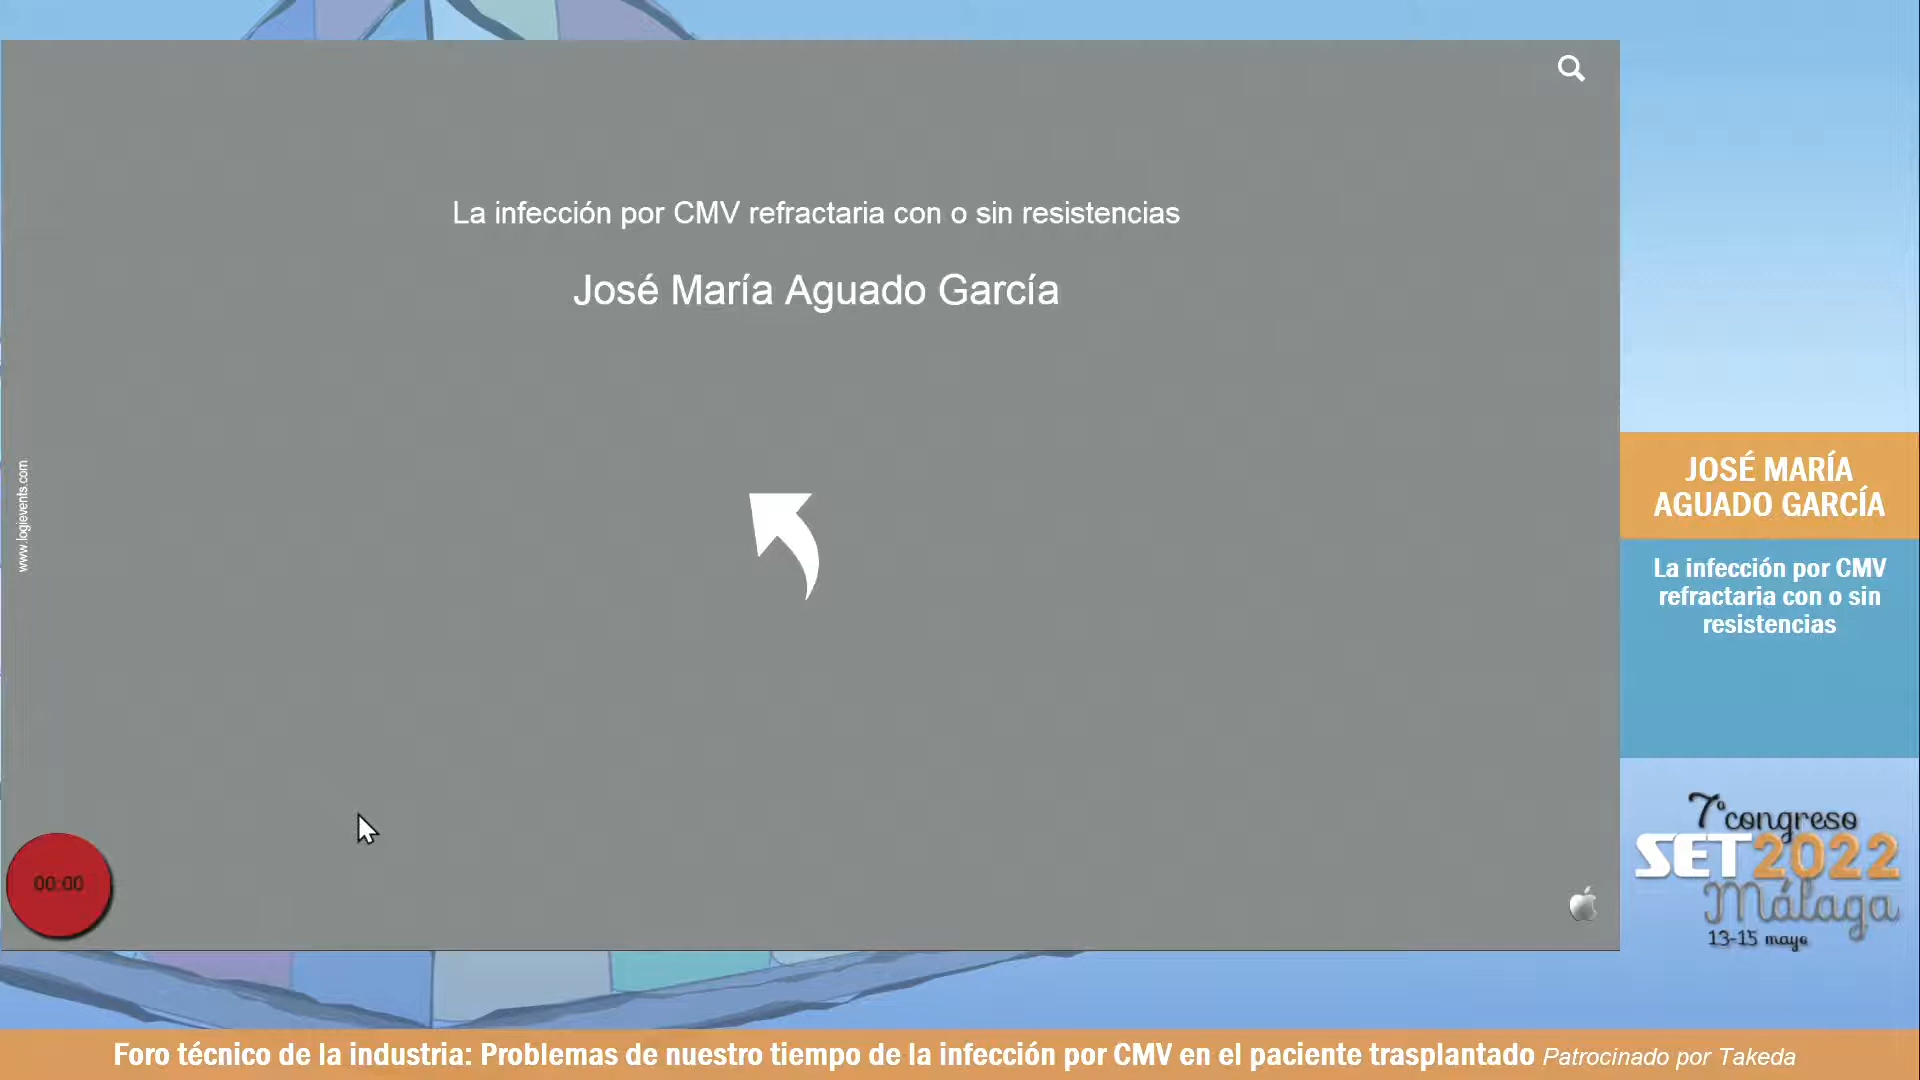 La infección por CMV refractaria con o sin resistencias
José María Aguado García
www.logievents.com
00:00
JOSÉ MARÍA
AGUADO GARCÍA
La infección por CMV
refractaria con o sin
resistencias
7º congreso
SET2022
Málaga
13-15 mayo
Foro técnico de la industria: Problemas de nuestro tiempo de la infección por CMV en el paciente trasplantado Patrocinado por Takeda